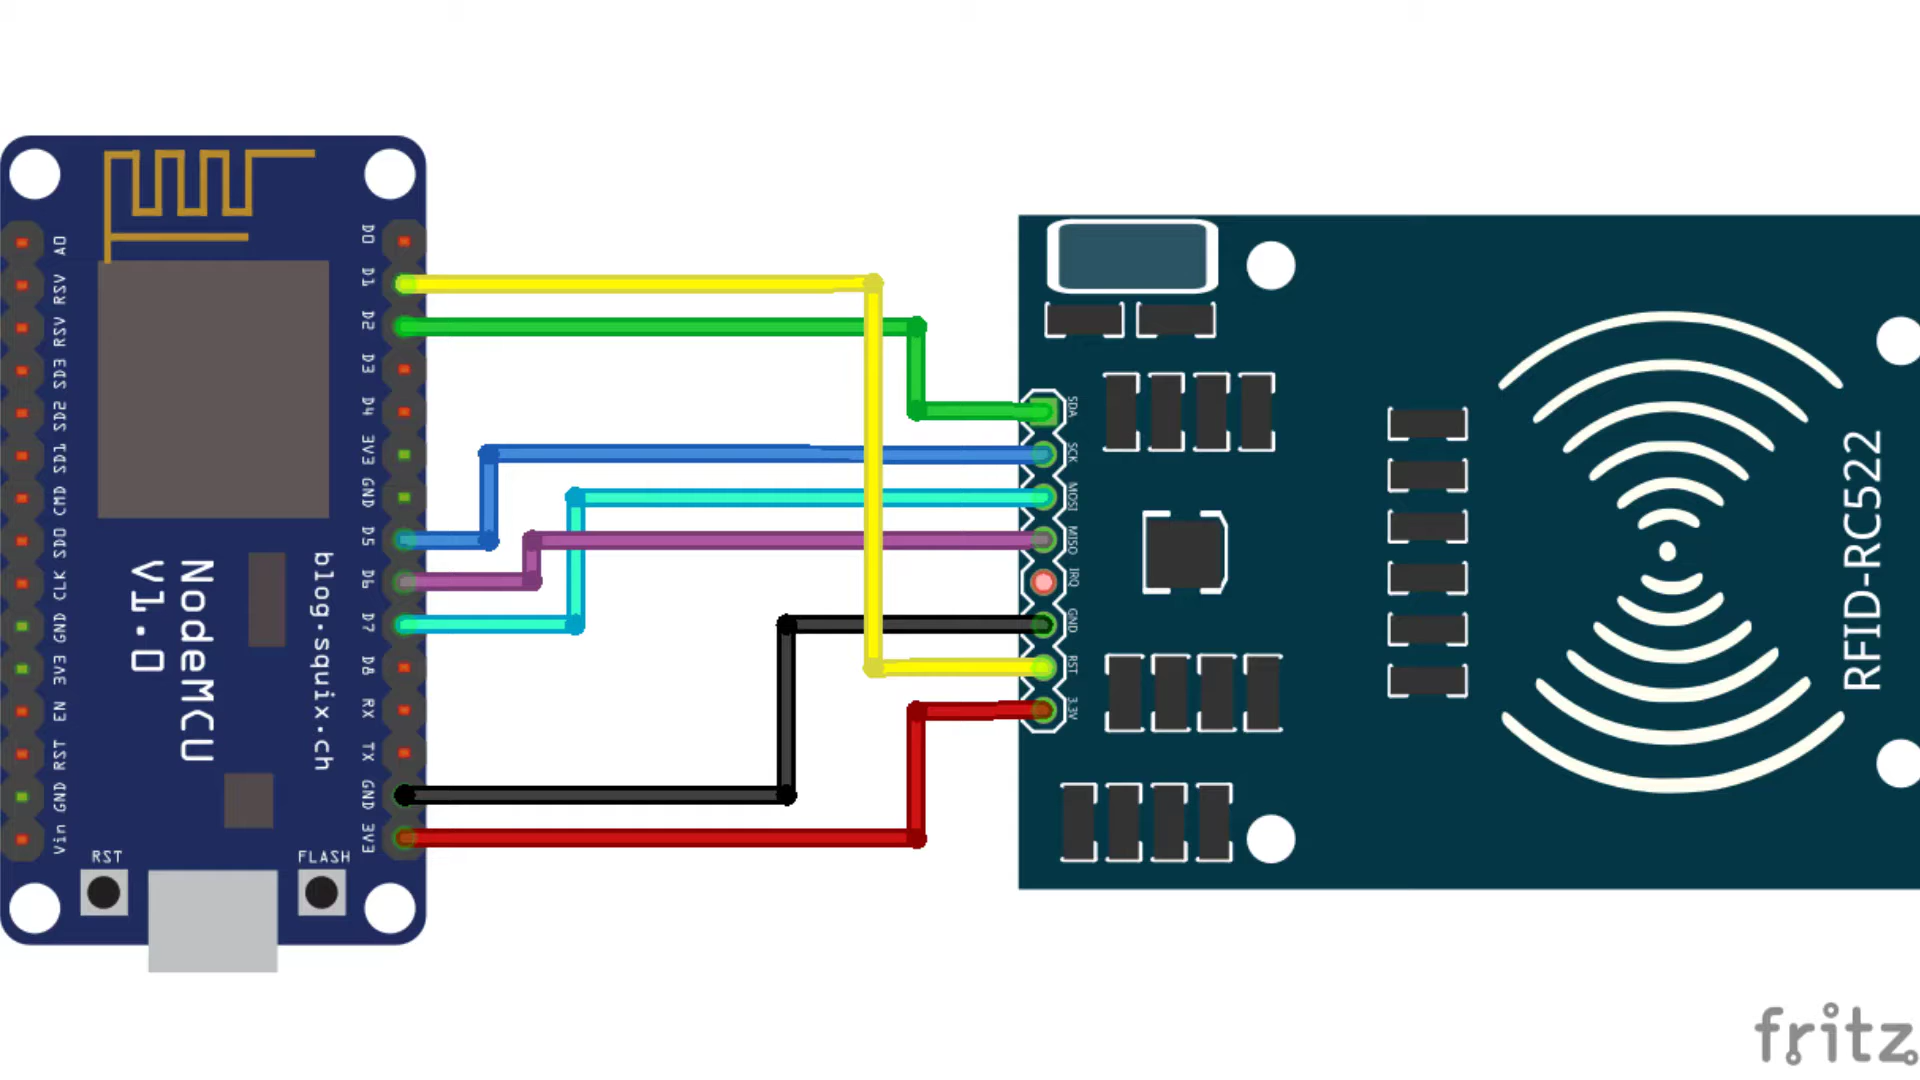 A0
RSV
RSV
SD3
SD2
SD1
CMD
SD0
CLK
GND
3V3
EN
RST
GND
Vin
D0
D1
D2
D3
D4
3V3
GND
D5
D6
D7
D8
RX
TX
GND
3V3
NodeMCU
v1.0
blog.squix.ch
RST
FLASH
SDA
SCK
MOSI
MISO
IRQ
GND
RST
3.3V
RFID-RC522
fritz